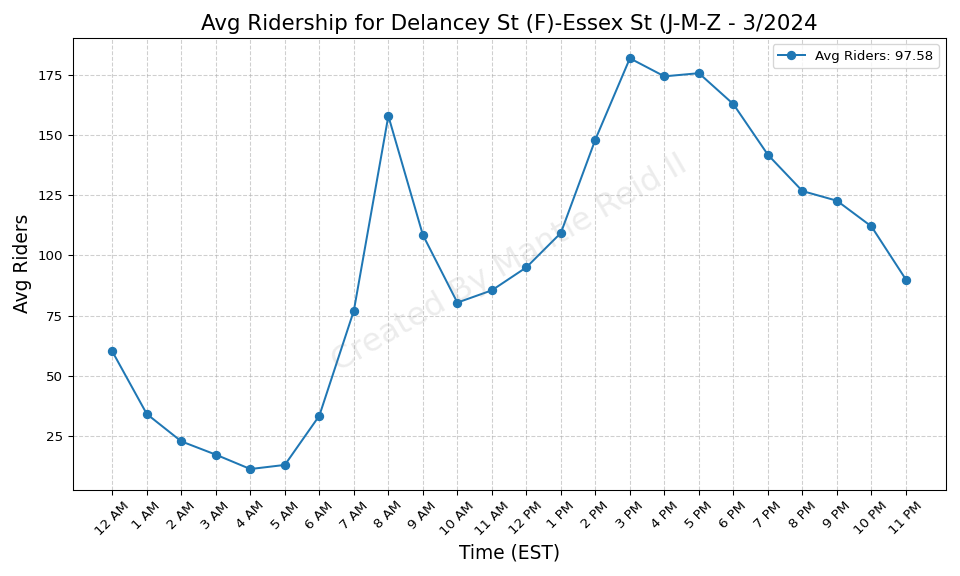 Avg Ridership for Delancey St (F)-Essex St (J-M-Z - 3/2024
Avg Riders: 97.58
175
150
125
100
75
50
25
Avg Riders
Created By Mantie Reid II
12 AM
1 AM
2 AM
3 AM
4 AM
5 AM
6 AM
7 AM
8 AM
9 AM
10 AM
11 AM
12 PM
1 PM
2 PM
3 PM
4 PM
5 PM
6 PM
7 PM
8 PM
9 PM
10 PM
11 PM
Time (EST)